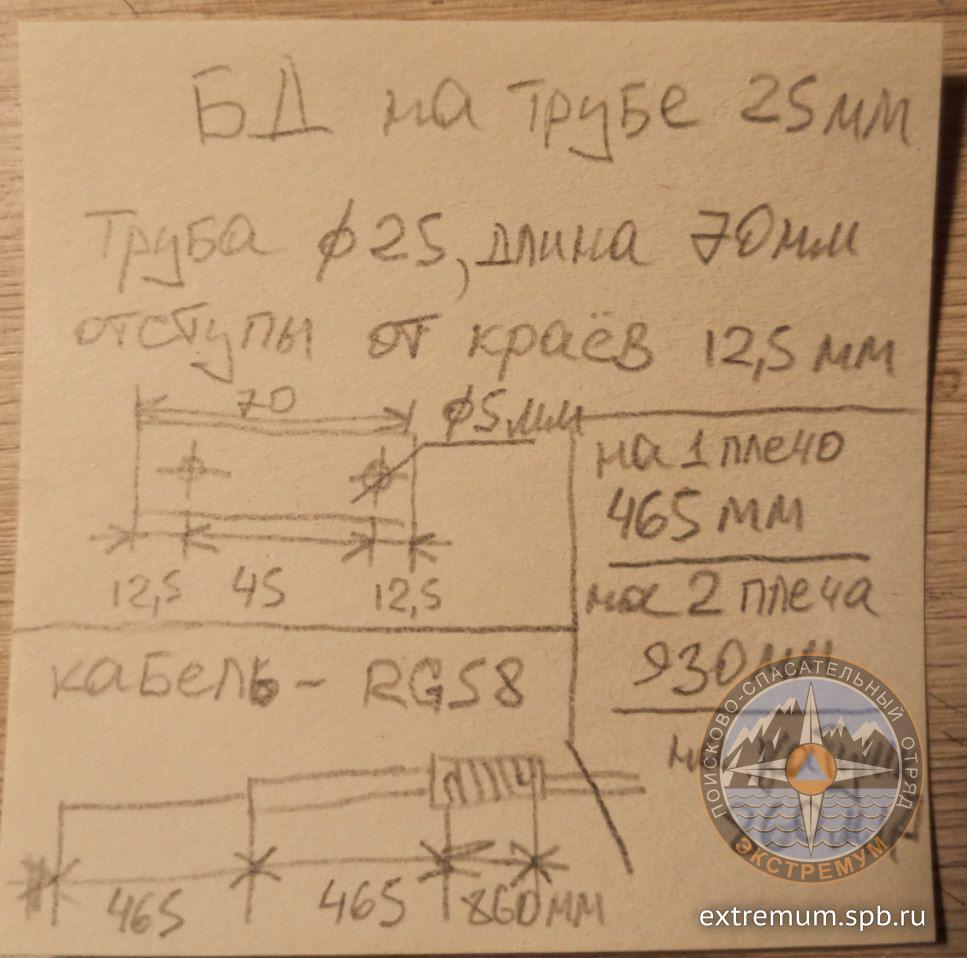 БД на трубе 25мм
Труба ф25, длина 70мм
отступы от краёв 12,5 мм
70
ф5мм
12,5 45 12,5
на 1 плечо
465 мм
на 2 плеча
930мм
кабель - RG58
465 465 860мм
ПОИСКОВО-СПАСАТЕЛЬНЫЙ ОТРЯД
ЭКСТРЕМУМ
extremum.spb.ru